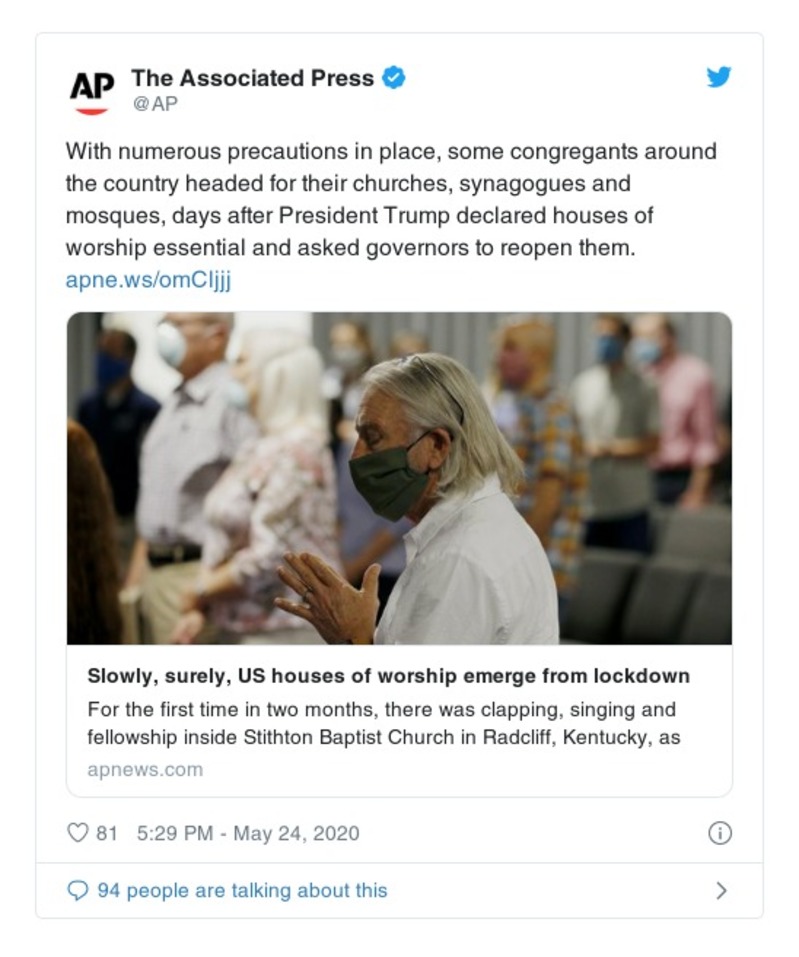 AP
The Associated Press
@AP
With numerous precautions in place, some congregants around
the country headed for their churches, synagogues and
mosques, days after President Trump declared houses of
worship essential and asked governors to reopen them.
apne.ws/omCljjj
Slowly, surely, US houses of worship emerge from lockdown
For the first time in two months, there was clapping, singing and
fellowship inside Stithton Baptist Church in Radcliff, Kentucky, as
apnews.com
81 5:29 PM - May 24, 2020
94 people are talking about this